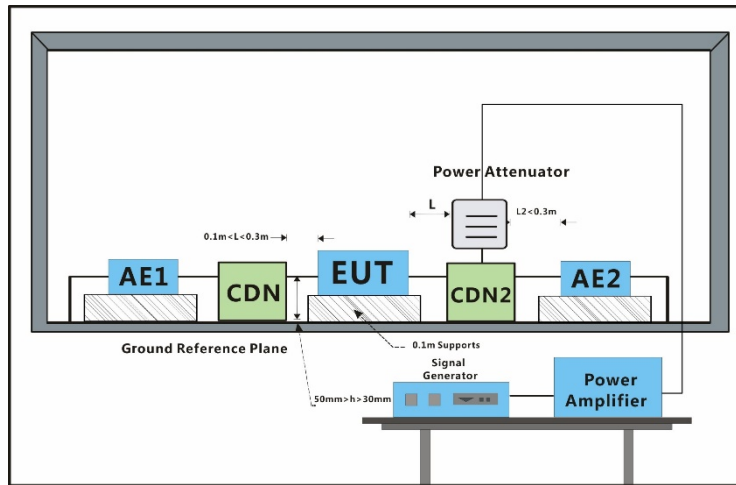 Power Attenuator
L
L2<0.3m
0.1m<L<0.3m
AE1
CDN
EUT
CDN2
AE2
Ground Reference Plane
0.1m Supports
50mm>h>30mm
Signal
Generator
Power
Amplifier